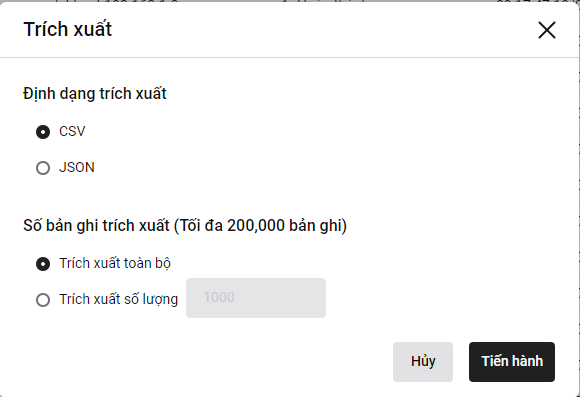 Trích xuất
Định dạng trích xuất
CSV
JSON
Số bản ghi trích xuất (Tối đa 200,000 bản ghi)
Trích xuất toàn bộ
Trích xuất số lượng 1000
Hủy Tiến hành